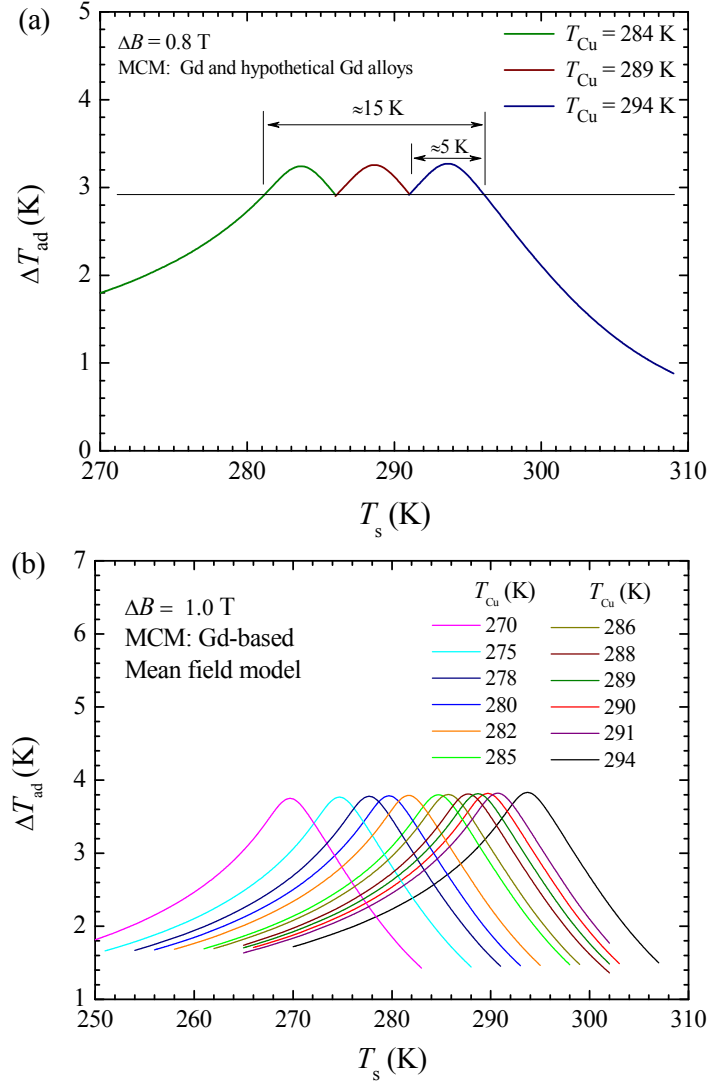 (a)
ΔB = 0.8 T
MCM: Gd and hypothetical Gd alloys
T_Cu = 284 K
T_Cu = 289 K
T_Cu = 294 K
≈15 K
≈5 K
5
4
3
2
1
0
ΔT_ad (K)
270 280 290 300 310
T_s (K)
(b)
ΔB = 1.0 T
MCM: Gd-based
Mean field model
T_Cu (K) T_Cu (K)
270 286
275 288
278 289
280 290
282 291
285 294
7
6
5
4
3
2
1
ΔT_ad (K)
250 260 270 280 290 300 310
T_s (K)